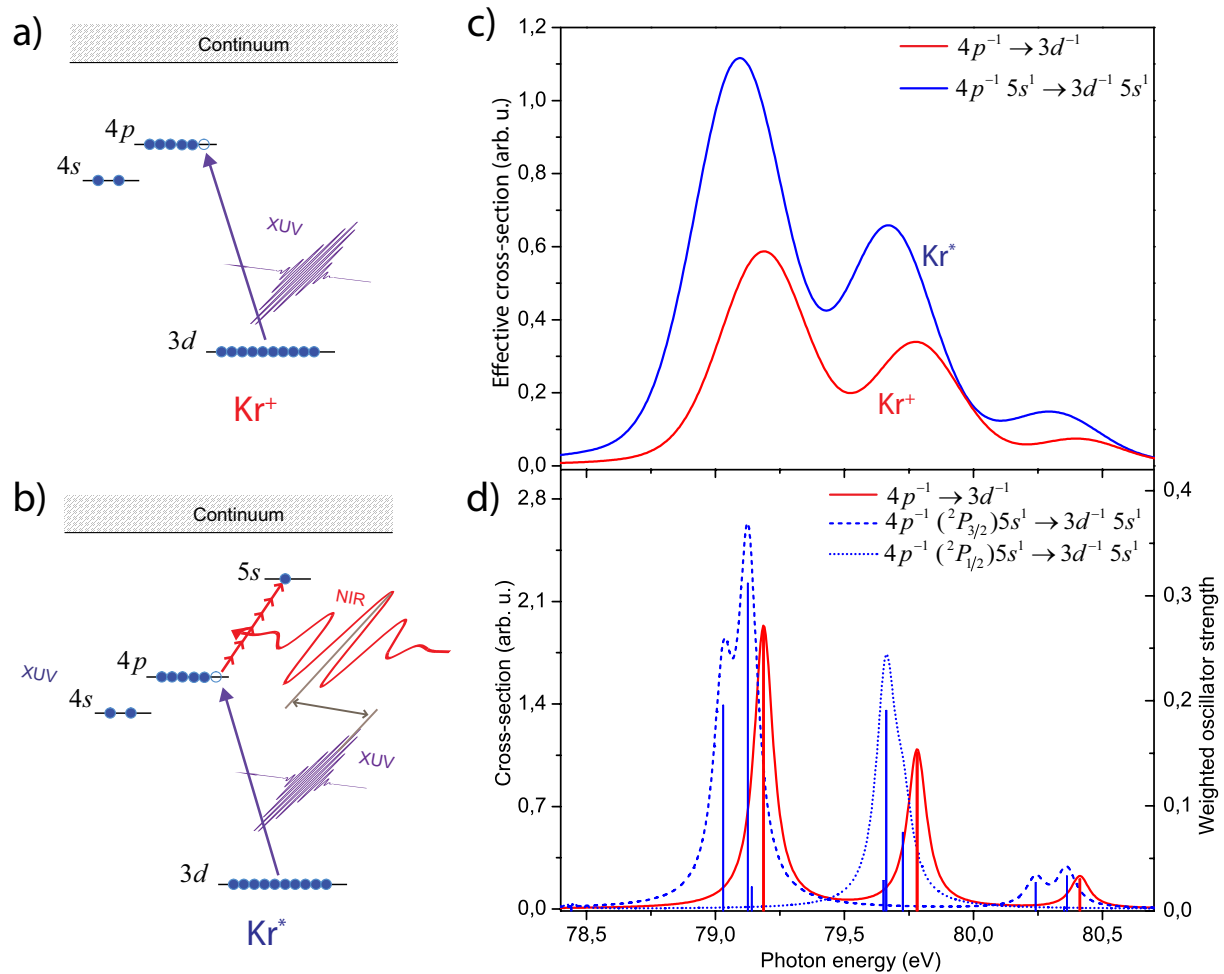 a)
Continuum
4p
4s
XUV
3d
Kr⁺
b)
Continuum
5s
NIR
XUV
4p
4s
XUV
3d
Kr*
c)
1,2
1,0
0,8
0,6
0,4
0,2
0,0
Effective cross-section (arb. u.)
4p⁻¹ → 3d⁻¹
4p⁻¹ 5s¹ → 3d⁻¹ 5s¹
Kr*
Kr⁺
d)
2,8
2,1
1,4
0,7
0,0
Cross-section (arb. u.)
4p⁻¹ → 3d⁻¹
4p⁻¹ (²P₃/₂)5s¹ → 3d⁻¹ 5s¹
4p⁻¹ (²P₁/₂)5s¹ → 3d⁻¹ 5s¹
0,4
0,3
0,2
0,1
0,0
Weighted oscillator strength
78,5 79,0 79,5 80,0 80,5
Photon energy (eV)